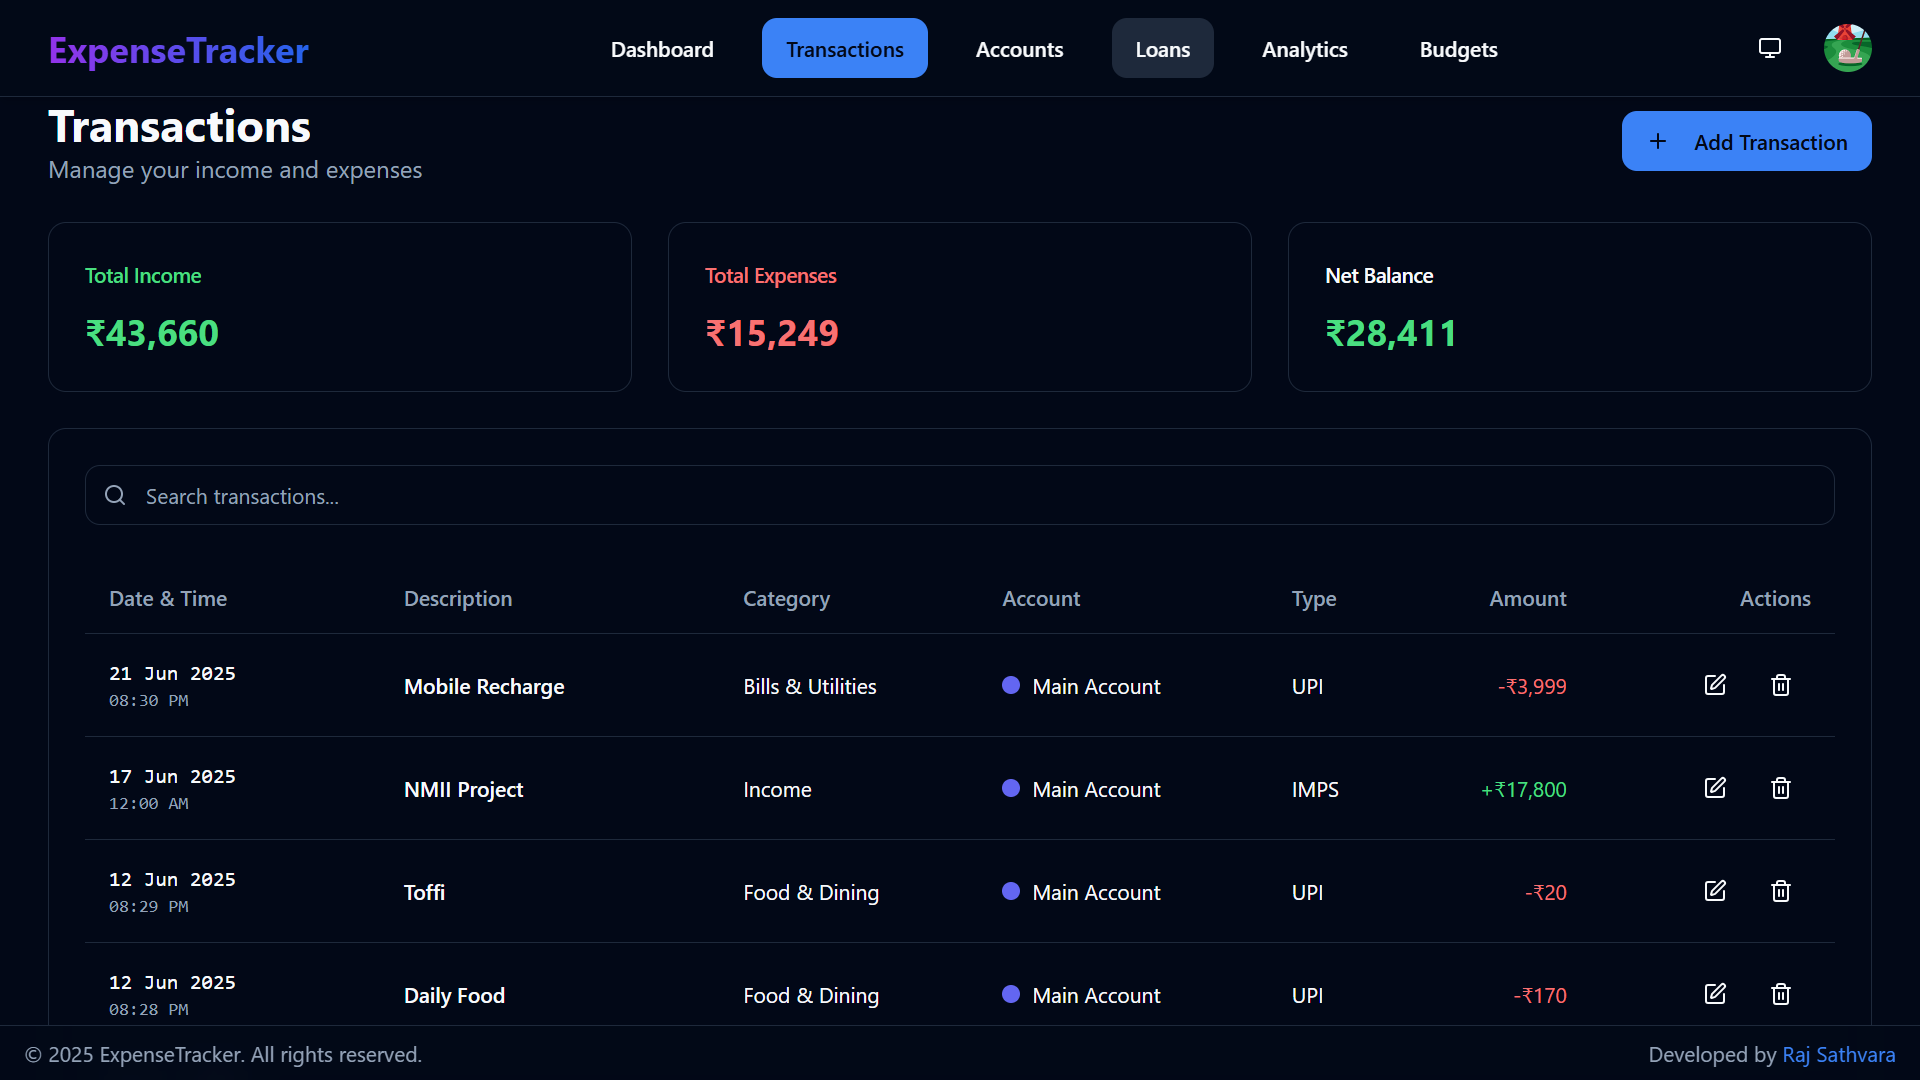 ExpenseTracker Dashboard Transactions Accounts Loans Analytics Budgets
Transactions
Manage your income and expenses
Add Transaction
Total Income Total Expenses Net Balance
₹43,660 ₹15,249 ₹28,411
Search transactions...
Date & Time Description Category Account Type Amount Actions
21 Jun 2025
08:30 PM
Mobile Recharge Bills & Utilities Main Account UPI -₹3,999
17 Jun 2025
12:00 AM
NMII Project Income Main Account IMPS +₹17,800
12 Jun 2025
08:29 PM
Toffi Food & Dining Main Account UPI -₹20
12 Jun 2025
08:28 PM
Daily Food Food & Dining Main Account UPI -₹170
© 2025 ExpenseTracker. All rights reserved. Developed by Raj Sathvara